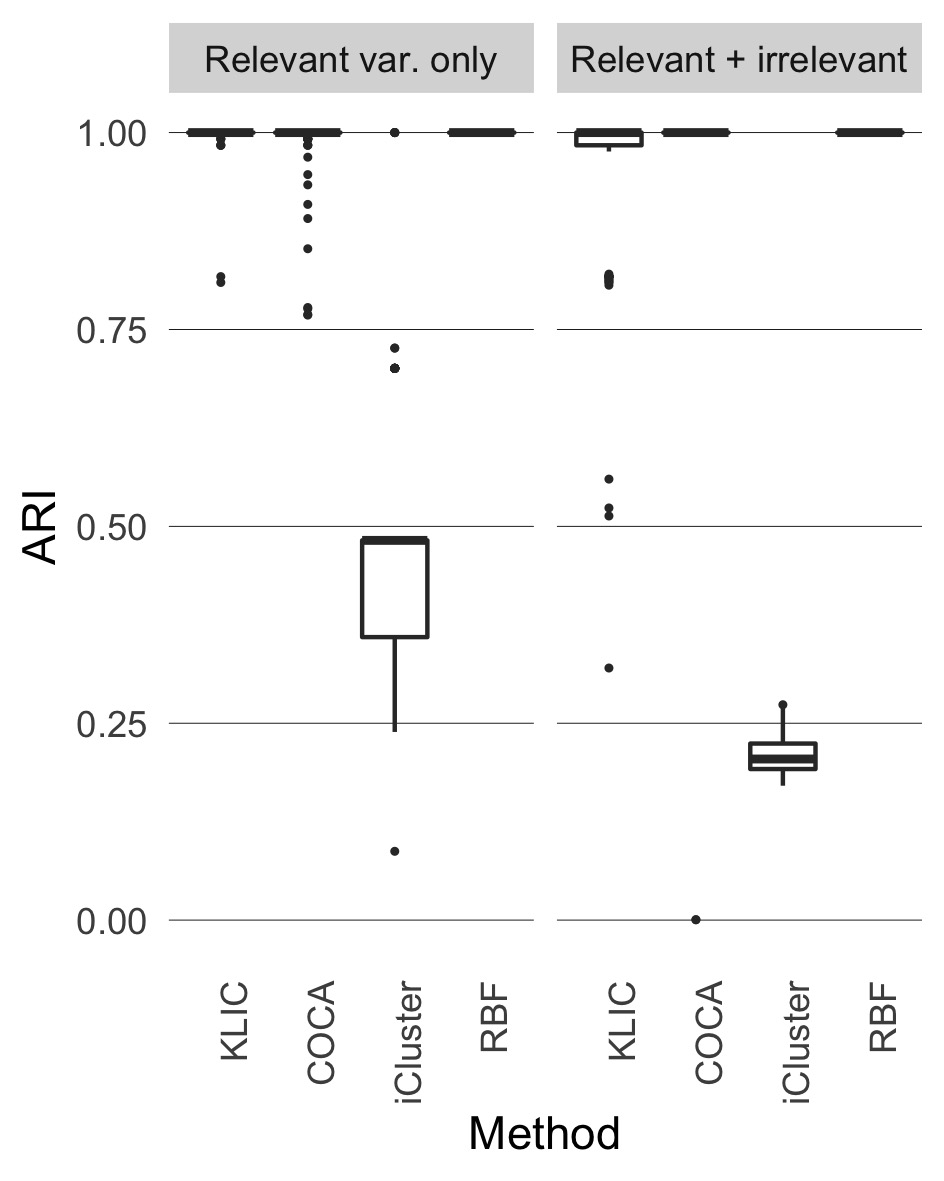 Relevant var. only
Relevant + irrelevant
1.00
0.75
0.50
0.25
0.00
ARI
KLIC
COCA
iCluster
RBF
KLIC
COCA
iCluster
RBF
Method